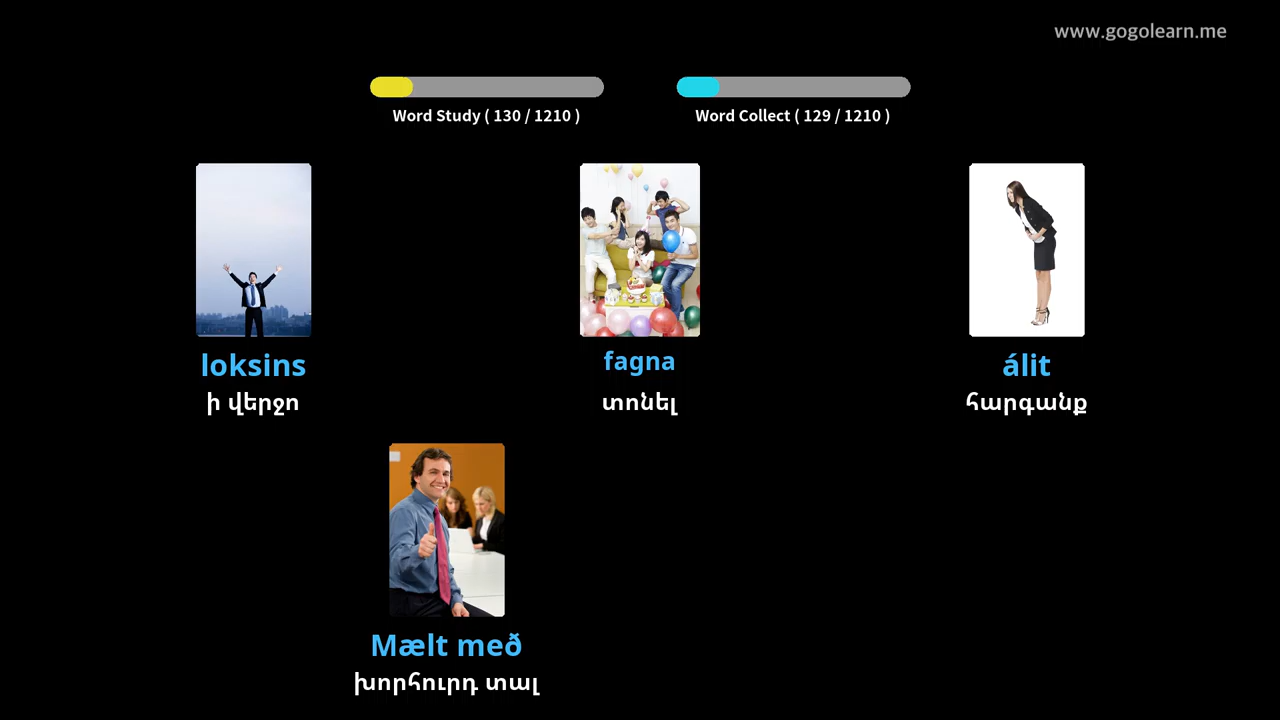 www.gogolearn.me
Word Study ( 130 / 1210 )
Word Collect ( 129 / 1210 )
loksins
fagna
álit
ի վերջո
տոնել
հարգանք
Mælt með
խորհուրդ տալ